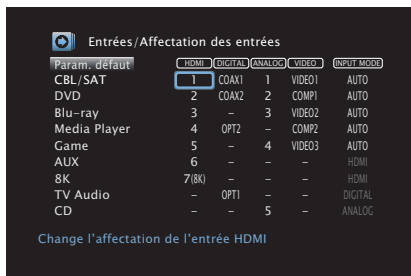 Entrées/Affectation des entrées
Param. défaut HDMI DIGITAL ANALOG VIDEO INPUT MODE
CBL/SAT 1 COAX1 1 VIDEO1 AUTO
DVD 2 COAX2 2 COMP1 AUTO
Blu-ray 3 – 3 VIDEO2 AUTO
Media Player 4 OPT2 – COMP2 AUTO
Game 5 – 4 VIDEO3 AUTO
AUX 6 – – – HDMI
8K 7(8K) – – – HDMI
TV Audio – OPT1 – – DIGITAL
CD – – 5 – ANALOG
Change l'affectation de l'entrée HDMI